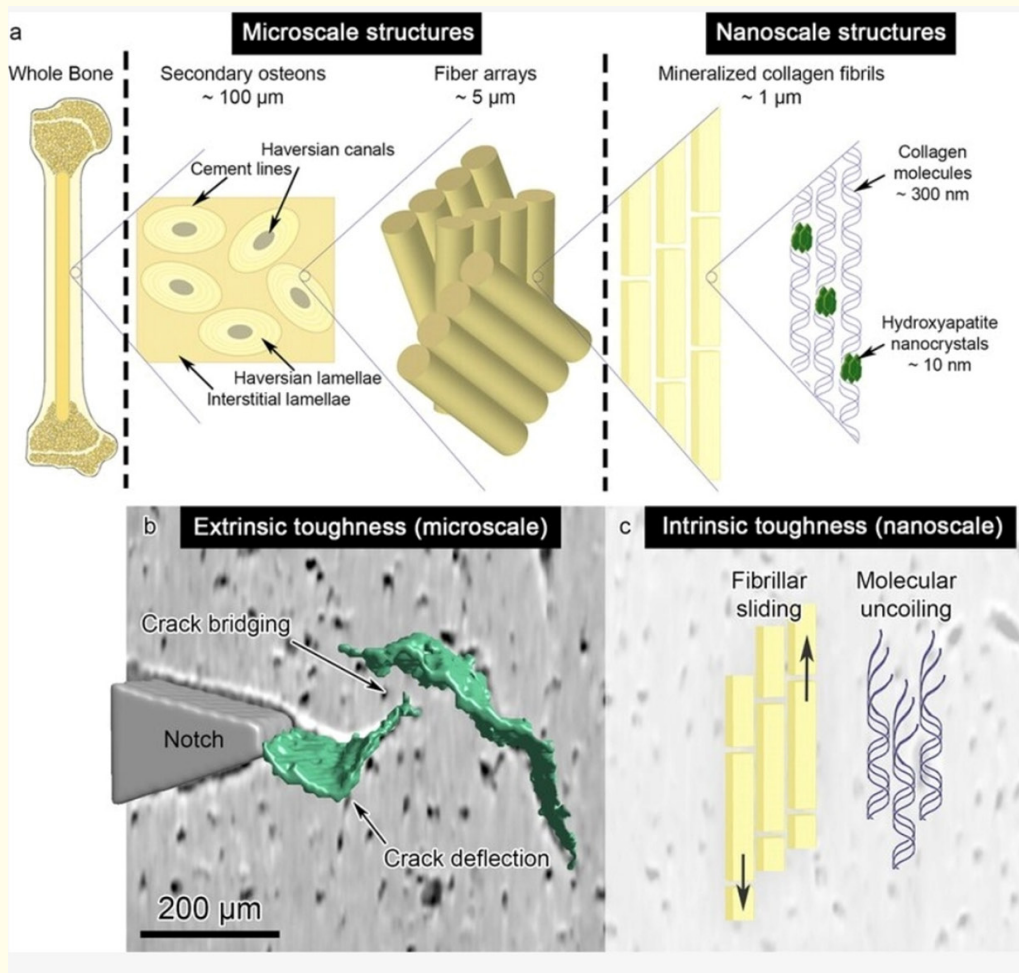 a
Microscale structures
Nanoscale structures
Whole Bone
Secondary osteons
~ 100 µm
Fiber arrays
~ 5 µm
Mineralized collagen fibrils
~ 1 µm
Haversian canals
Cement lines
Collagen
molecules
~ 300 nm
Hydroxyapatite
nanocrystals
~ 10 nm
Haversian lamellae
Interstitial lamellae
b
Extrinsic toughness (microscale)
Crack bridging
Notch
Crack deflection
200 µm
c
Intrinsic toughness (nanoscale)
Fibrillar
sliding
Molecular
uncoiling